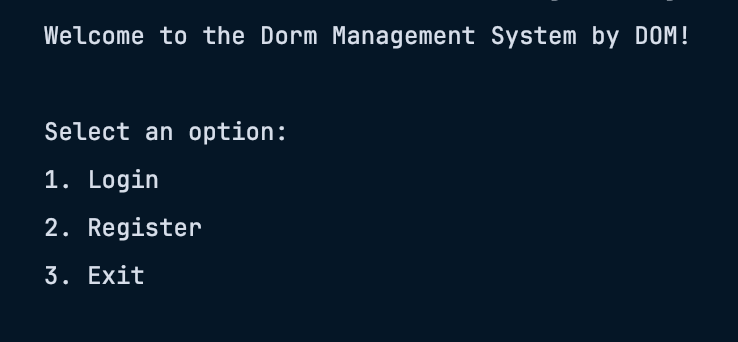 Welcome to the Dorm Management System by DOM!
Select an option:
1. Login
2. Register
3. Exit